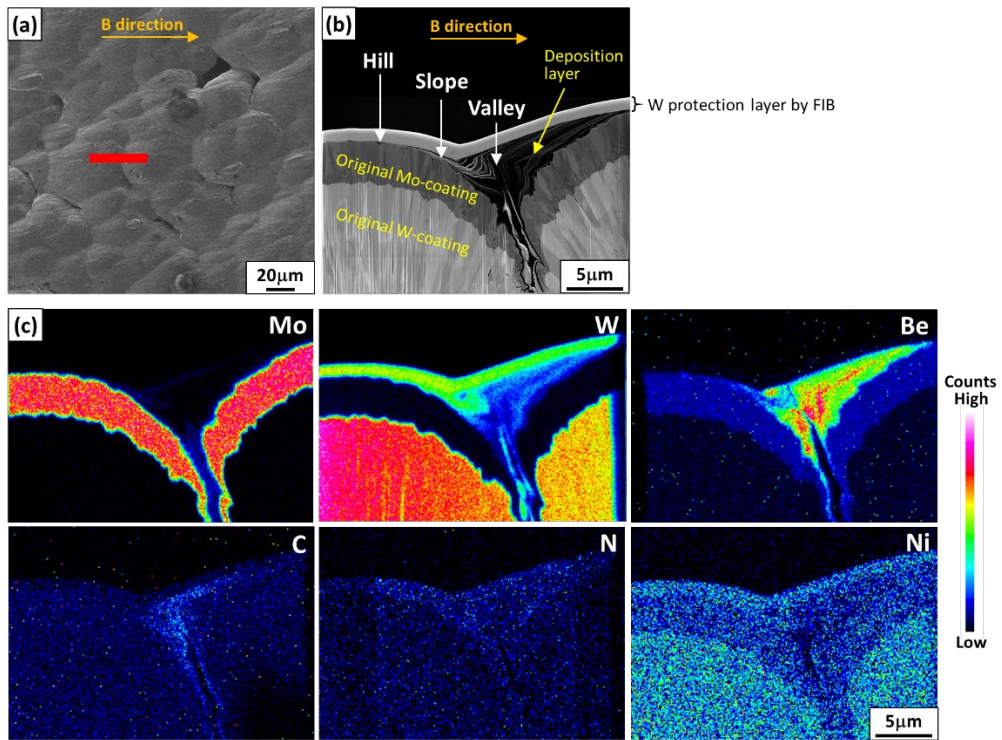 (a)
B direction
20μm
(b)
B direction
Hill
Slope
Valley
Deposition
layer
W protection layer by FIB
Original Mo-coating
Original W-coating
5μm
(c)
Mo
W
Be
Counts
High
Low
C
N
Ni
5μm